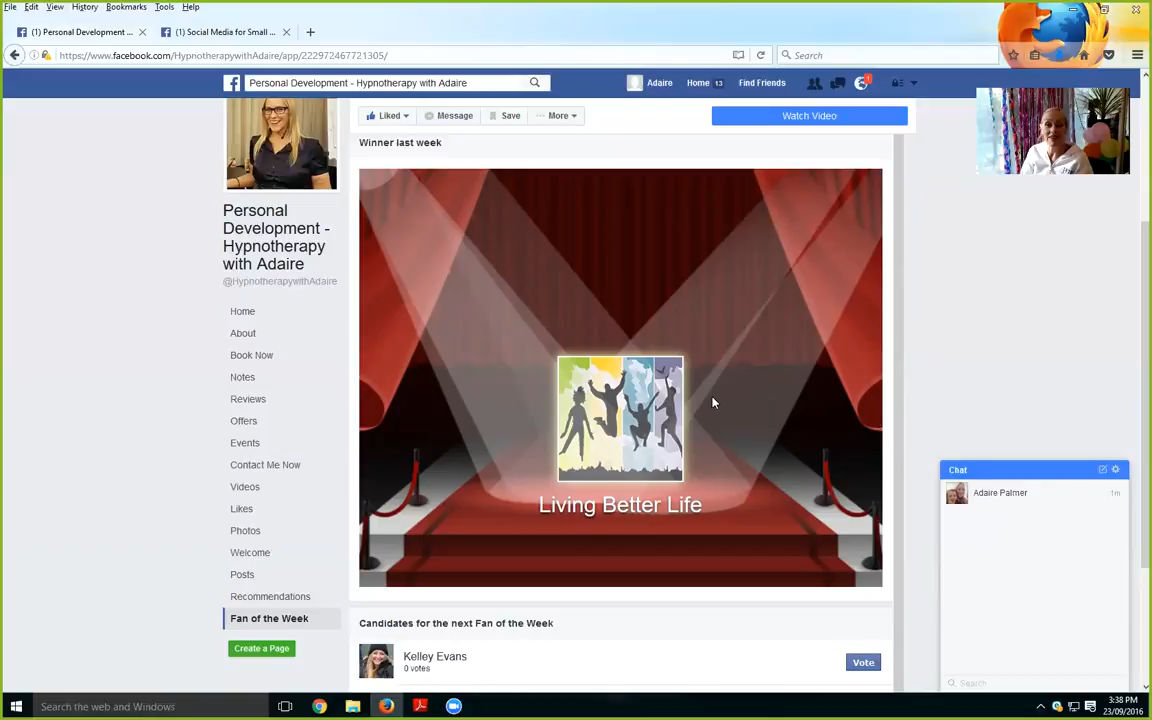 File Edit View History Bookmarks Tools Help
(1) Personal Development ...
(1) Social Media for Small ...
https://www.facebook.com/HypnotherapywithAdaire/app/222972467721305/
Search
Personal Development - Hypnotherapy with Adaire
Adaire
Home 13
Find Friends
1
Liked
Message
Save
More
Watch Video
Winner last week
Personal
Development -
Hypnotherapy
with Adaire
@HypnotherapywithAdaire
Home
About
Book Now
Notes
Reviews
Offers
Events
Contact Me Now
Videos
Likes
Photos
Welcome
Posts
Recommendations
Fan of the Week
Create a Page
Living Better Life
Candidates for the next Fan of the Week
Kelley Evans
0 votes
Vote
Chat
Adaire Palmer
1m
Search
Search the web and Windows
3:38 PM
23/09/2016